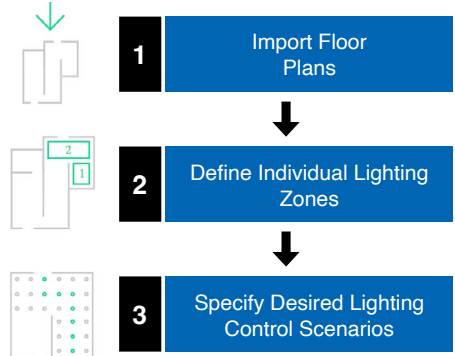 1
Import Floor
Plans
2
1
2
Define Individual Lighting
Zones
3
Specify Desired Lighting
Control Scenarios